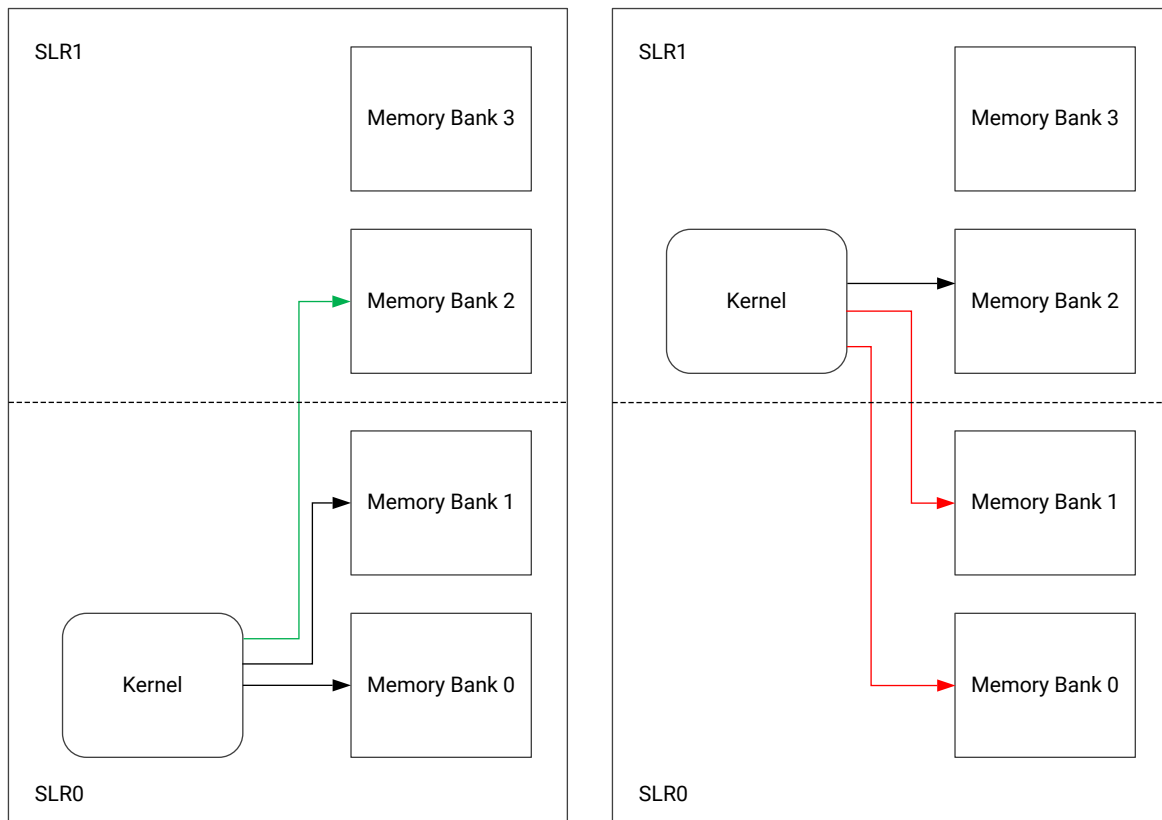 SLR1
Memory Bank 3
Memory Bank 2
Memory Bank 1
Kernel
Memory Bank 0
SLR0
SLR1
Memory Bank 3
Kernel
Memory Bank 2
Memory Bank 1
Memory Bank 0
SLR0